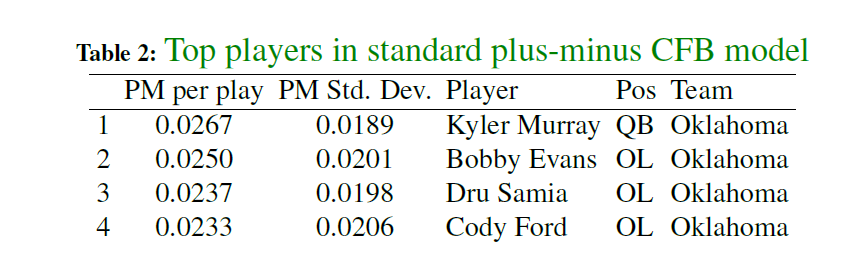 Table 2: Top players in standard plus-minus CFB model
PM per play PM Std. Dev. Player Pos Team
1 0.0267 0.0189 Kyler Murray QB Oklahoma
2 0.0250 0.0201 Bobby Evans OL Oklahoma
3 0.0237 0.0198 Dru Samia OL Oklahoma
4 0.0233 0.0206 Cody Ford OL Oklahoma